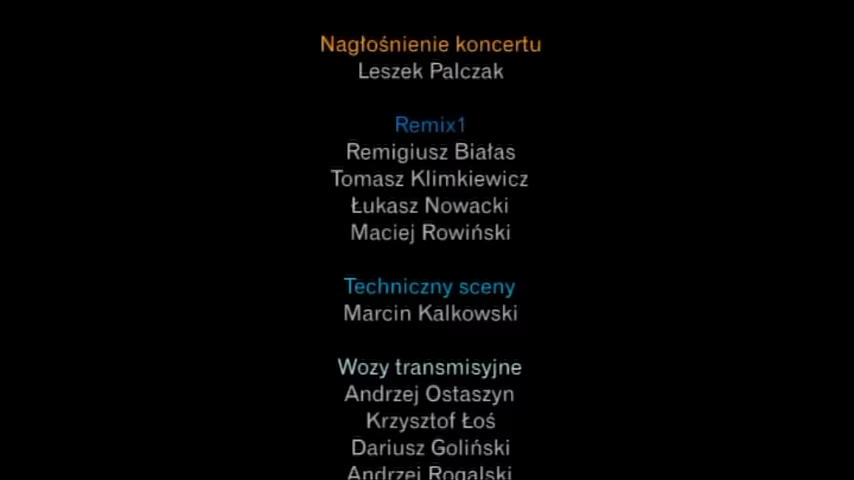 Nagłośnienie koncertu
Leszek Palczak
Remix1
Remigiusz Białas
Tomasz Klimkiewicz
Łukasz Nowacki
Maciej Rowiński
Techniczny sceny
Marcin Kalkowski
Wozy transmisyjne
Andrzej Ostaszyn
Krzysztof Łoś
Dariusz Goliński
Andrzej Rogalski